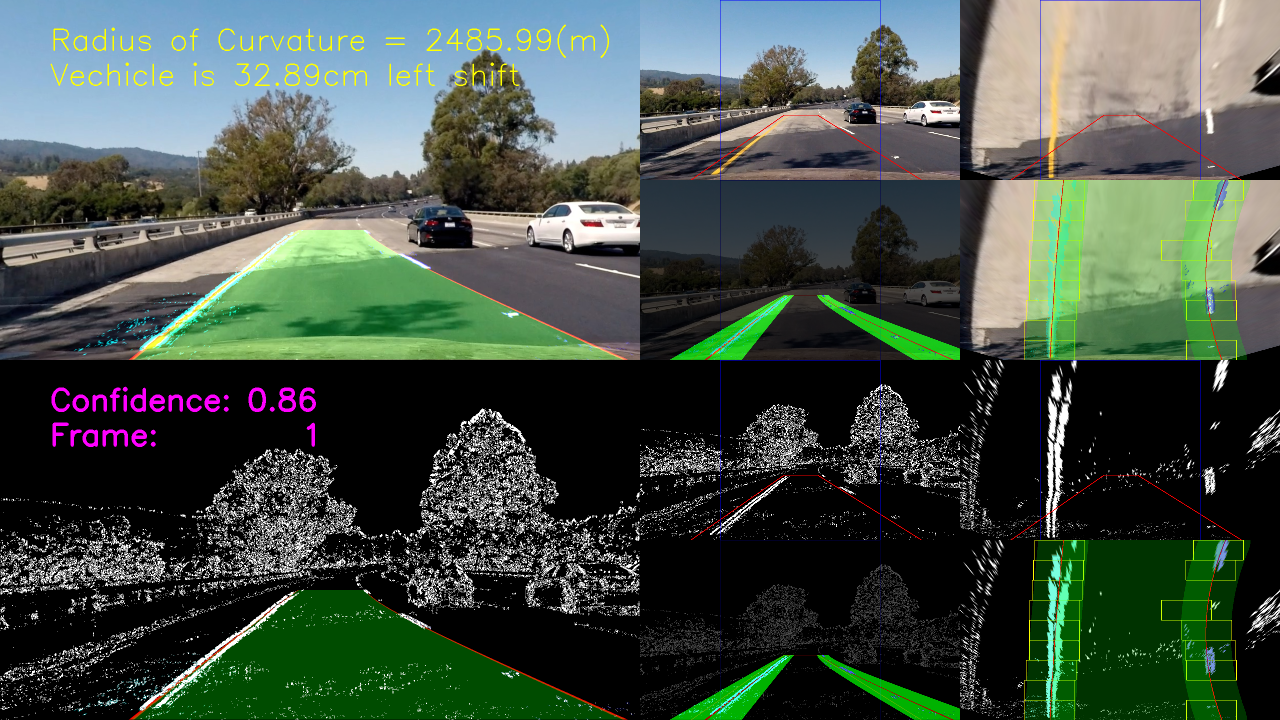 Radius of Curvature = 2485.99(m)
Vechicle is 32.89cm left shift
Confidence: 0.86
Frame: 1